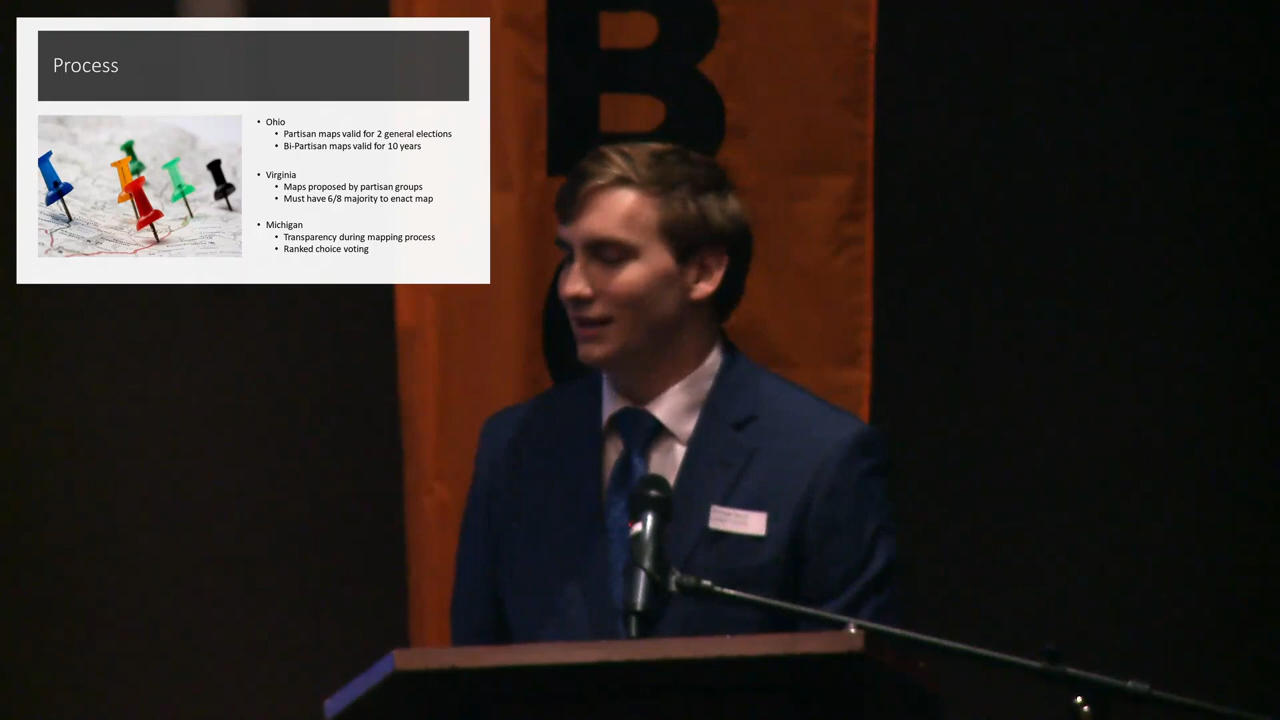 Process
• Ohio
• Partisan maps valid for 2 general elections
• Bi-Partisan maps valid for 10 years
• Virginia
• Maps proposed by partisan groups
• Must have 6/8 majority to enact map
• Michigan
• Transparency during mapping process
• Ranked choice voting
B